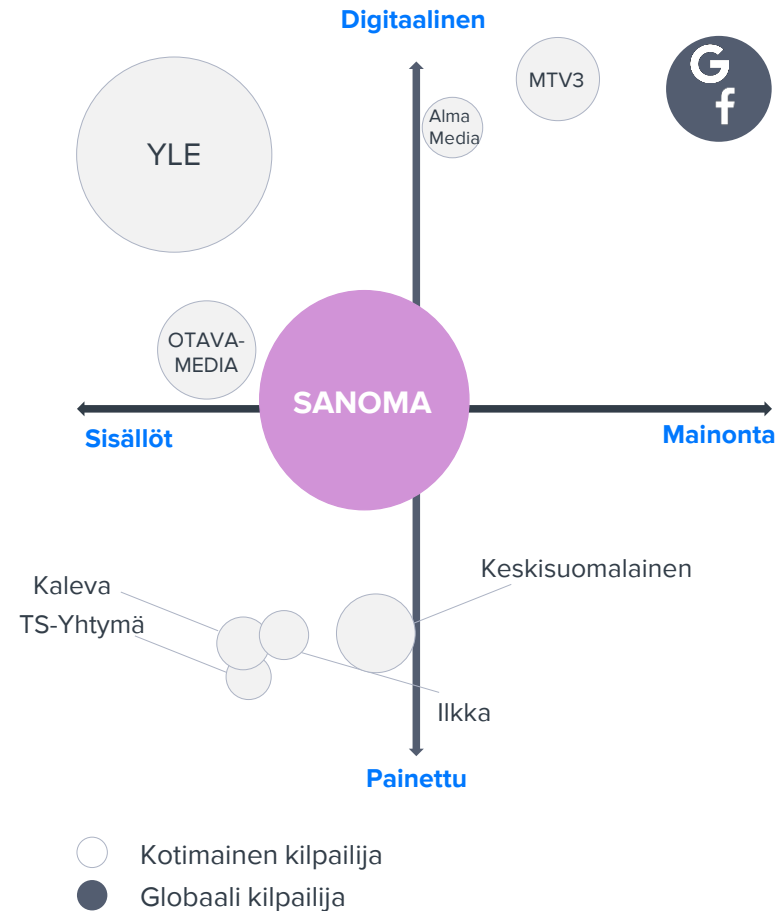 Digitaalinen
MTV3
G
f
Alma
Media
YLE
OTAVA-
MEDIA
SANOMA
Sisällöt
Mainonta
Keskisuomalainen
Kaleva
TS-Yhtymä
Ilkka
Painettu
Kotimainen kilpailija
Globaali kilpailija